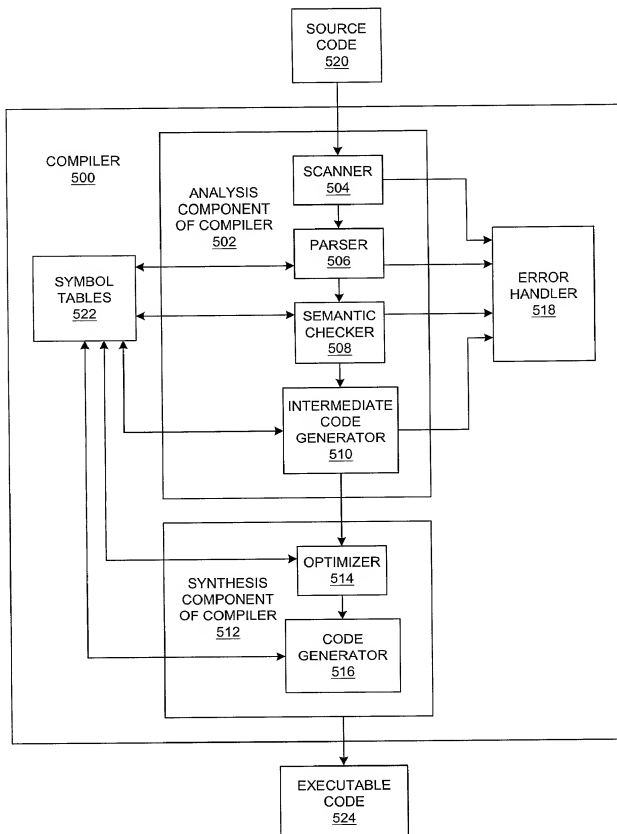 SOURCE
CODE
520
COMPILER
500
ANALYSIS
COMPONENT
OF COMPILER
502
SCANNER
504
PARSER
506
SYMBOL
TABLES
522
SEMANTIC
CHECKER
508
ERROR
HANDLER
518
INTERMEDIATE
CODE
GENERATOR
510
SYNTHESIS
COMPONENT
OF COMPILER
512
OPTIMIZER
514
CODE
GENERATOR
516
EXECUTABLE
CODE
524